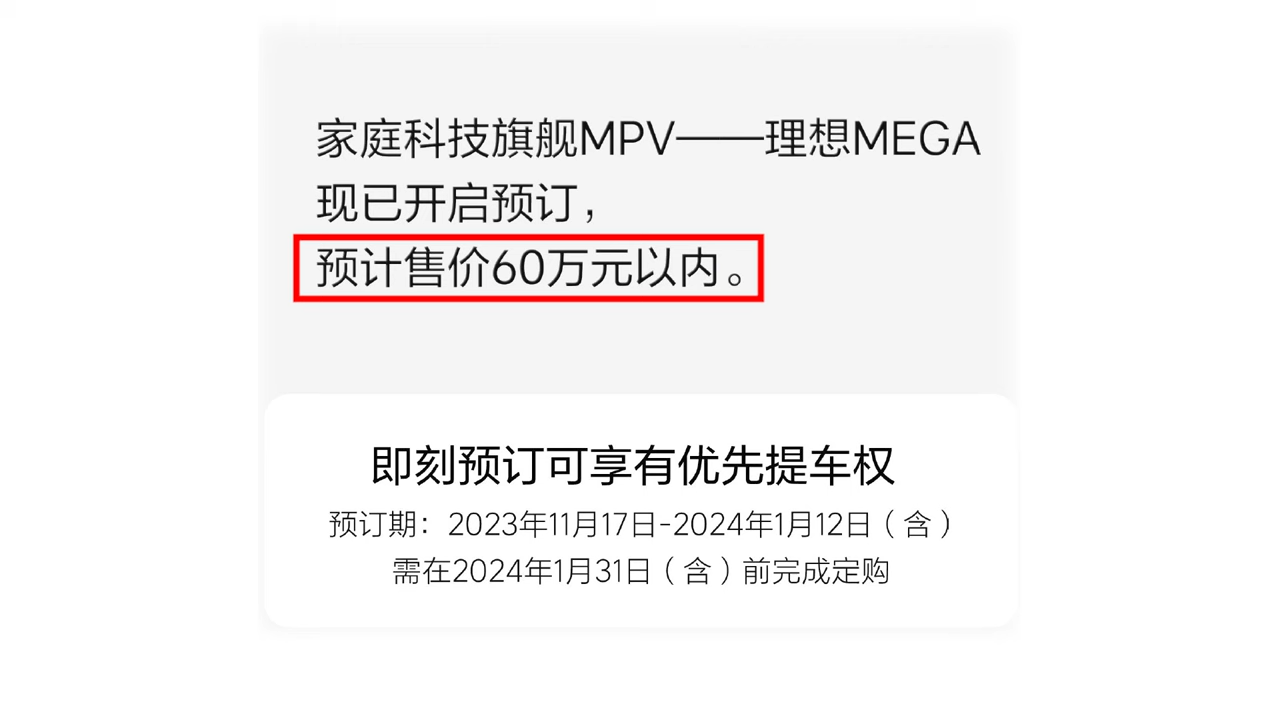 家庭科技旗舰MPV——理想MEGA
现已开启预订，
预计售价60万元以内。
即刻预订可享有优先提车权
预订期：2023年11月17日-2024年1月12日（含）
需在2024年1月31日（含）前完成定购